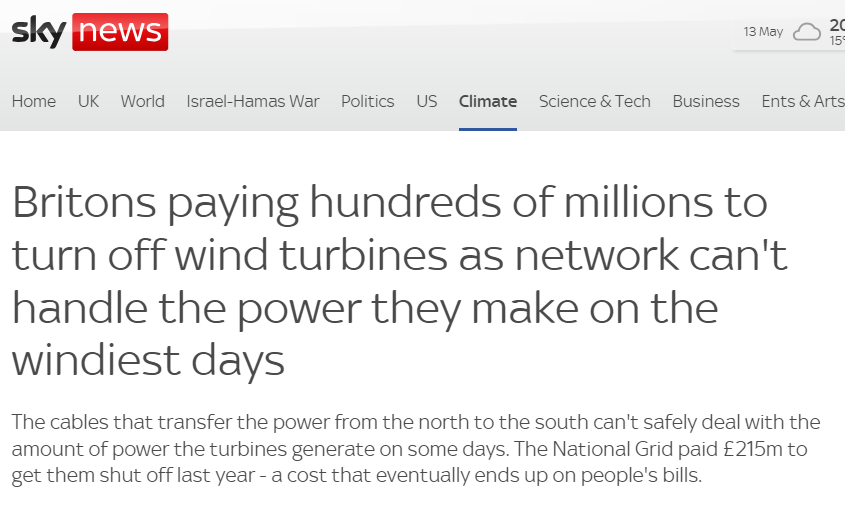 sky news
13 May
20
15°
Home UK World Israel-Hamas War Politics US Climate Science & Tech Business Ents & Arts
Britons paying hundreds of millions to
turn off wind turbines as network can't
handle the power they make on the
windiest days
The cables that transfer the power from the north to the south can't safely deal with the
amount of power the turbines generate on some days. The National Grid paid £215m to
get them shut off last year - a cost that eventually ends up on people's bills.